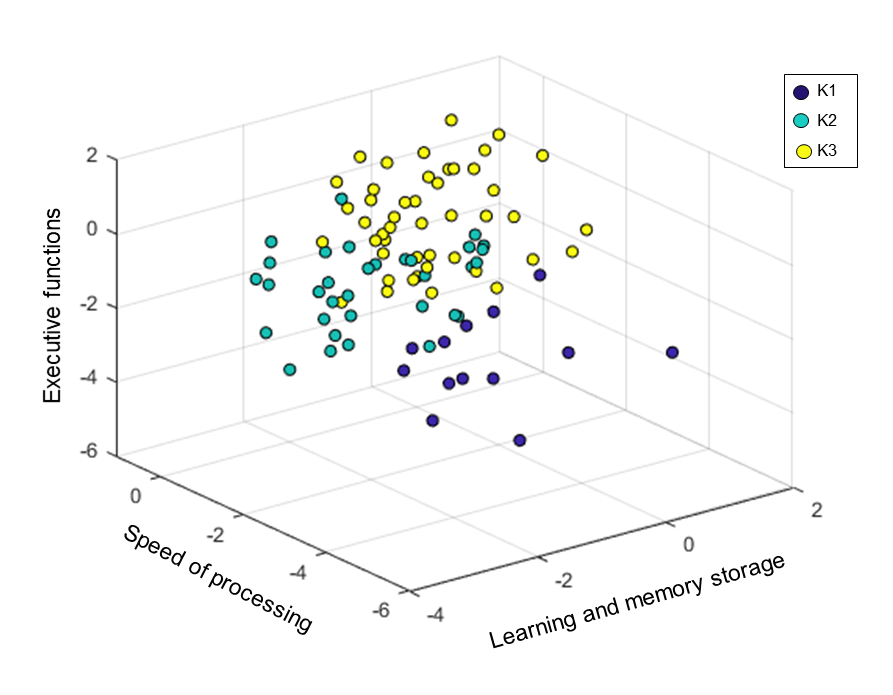 K1
K2
K3
2
0
-2
-4
-6
Executive functions
0
-2
-4
-6
Speed of processing
-4
-2
0
2
Learning and memory storage